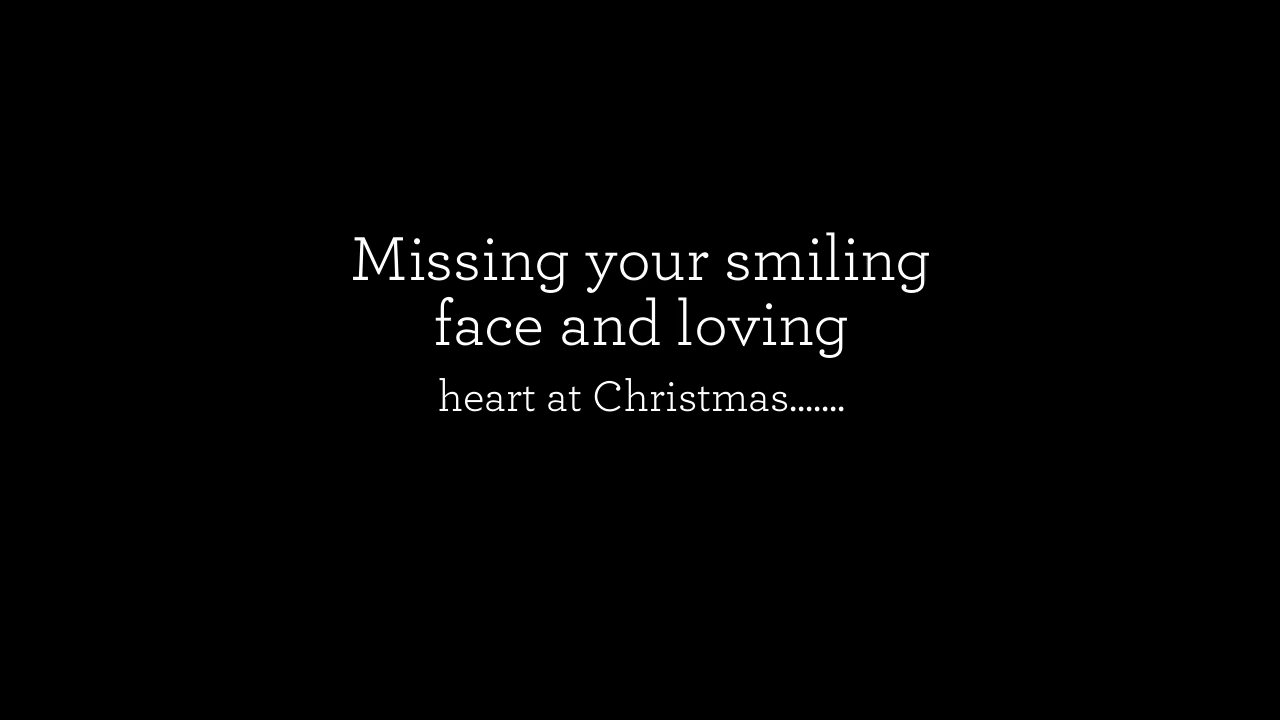 Missing your smiling
face and loving
heart at Christmas.......